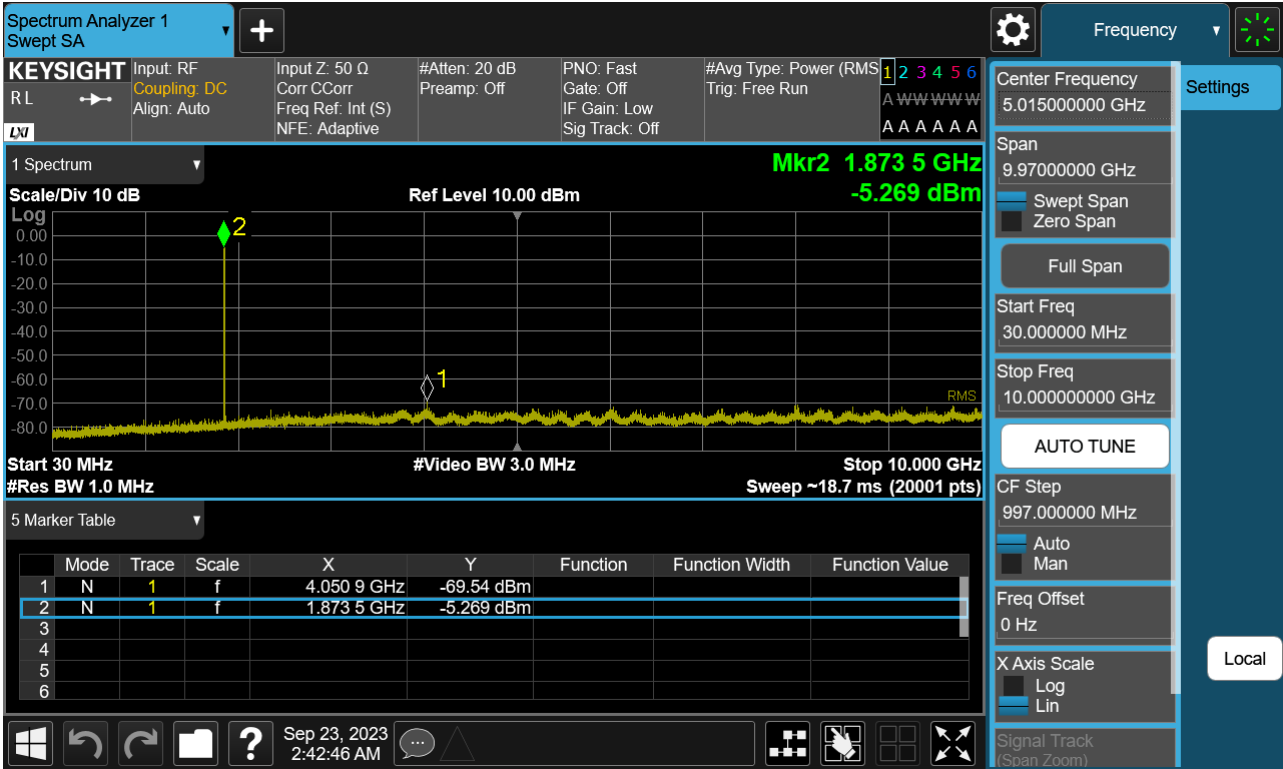 Spectrum Analyzer 1
Swept SA
Frequency
KEYSIGHT
R L
LXI
Input: RF
Coupling: DC
Align: Auto
Input Z: 50 Ω
Corr CCorr
Freq Ref: Int (S)
NFE: Adaptive
#Atten: 20 dB
Preamp: Off
PNO: Fast
Gate: Off
IF Gain: Low
Sig Track: Off
#Avg Type: Power (RMS
Trig: Free Run
1 2 3 4 5 6
A W W W W W
A A A A A A
Center Frequency
5.015000000 GHz
Settings
Span
9.97000000 GHz
Swept Span
Zero Span
Full Span
Start Freq
30.000000 MHz
Stop Freq
10.000000000 GHz
AUTO TUNE
CF Step
997.000000 MHz
Auto
Man
Freq Offset
0 Hz
X Axis Scale
Log
Lin
Signal Track
(Span Zoom)
Local
1 Spectrum
Mkr2 1.873 5 GHz
-5.269 dBm
Scale/Div 10 dB
Ref Level 10.00 dBm
Log
0.00
-10.0
-20.0
-30.0
-40.0
-50.0
-60.0
-70.0
-80.0
2
1
RMS
Start 30 MHz
#Video BW 3.0 MHz
Stop 10.000 GHz
#Res BW 1.0 MHz
Sweep ~18.7 ms (20001 pts)
5 Marker Table
Mode Trace Scale X Y Function Function Width Function Value
1 N 1 f 4.050 9 GHz -69.54 dBm
2 N 1 f 1.873 5 GHz -5.269 dBm
3
4
5
6
?
Sep 23, 2023
2:42:46 AM